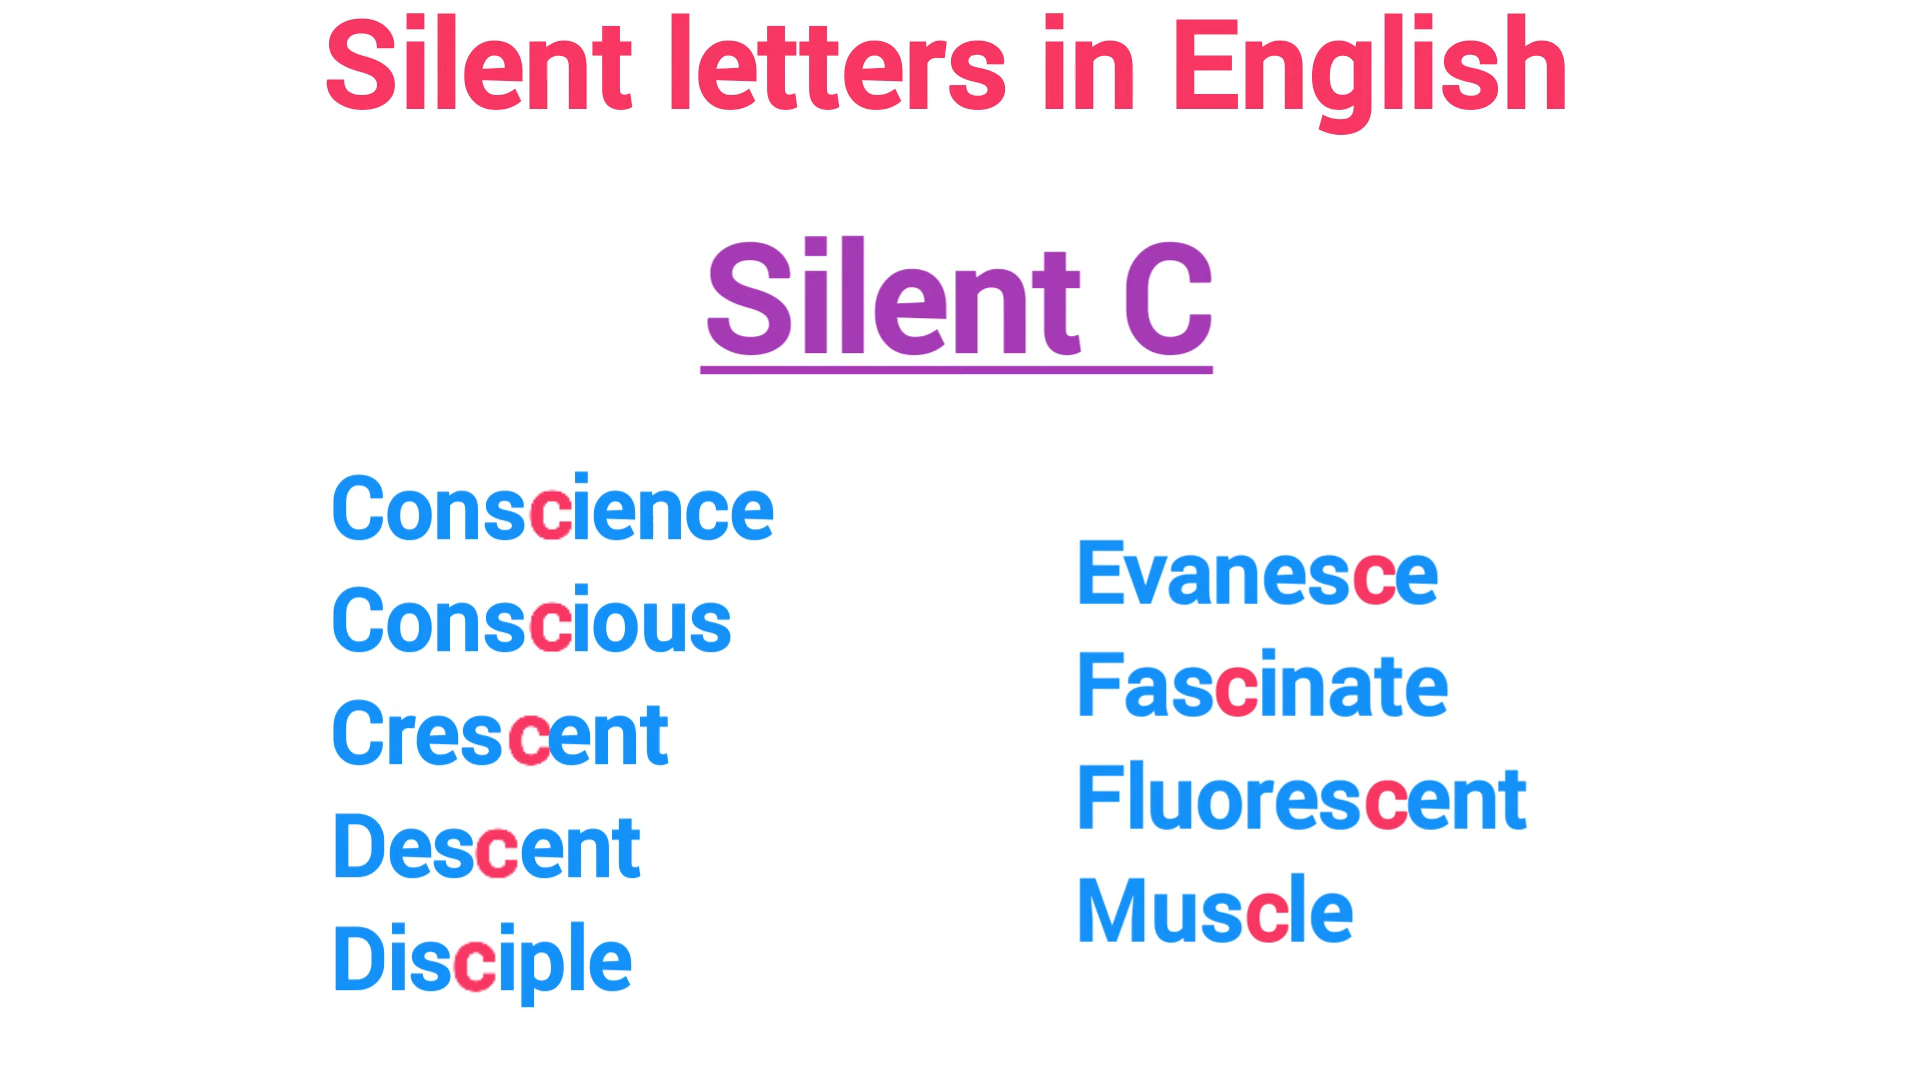 Silent letters in English
Silent C
Conscience
Conscious
Crescent
Descent
Disciple
Evanesce
Fascinate
Fluorescent
Muscle